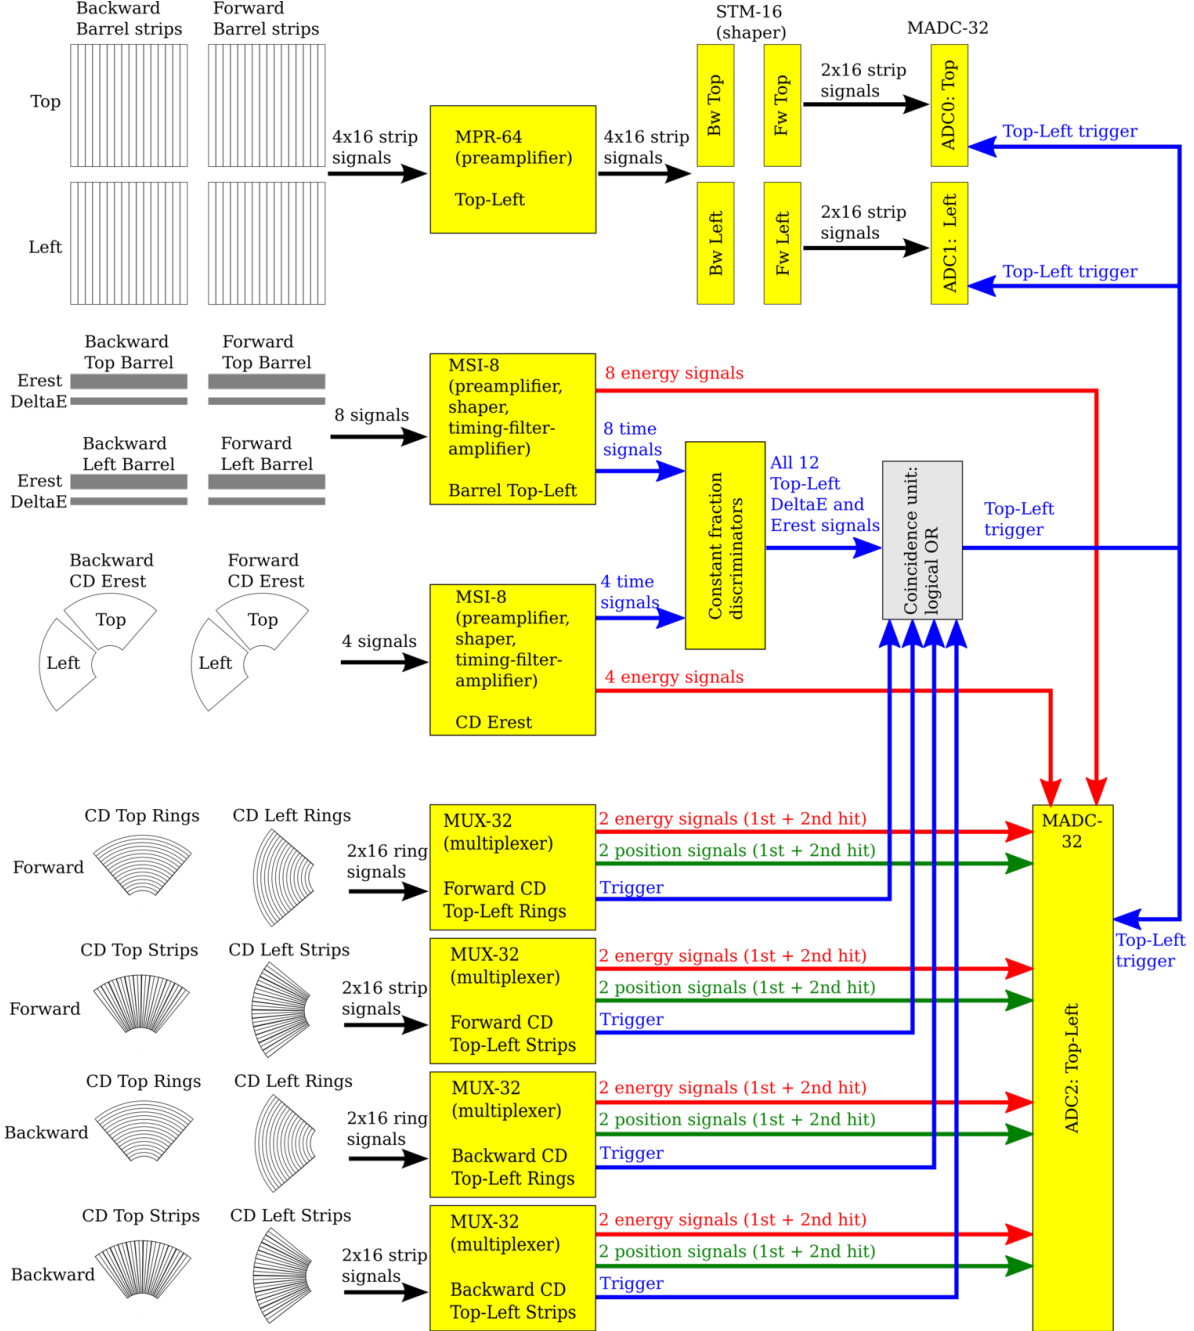 Backward
Barrel strips
Forward
Barrel strips
STM-16
(shaper)
MADC-32
Top
Left
4x16 strip
signals
MPR-64
(preamplifier)
Top-Left
4x16 strip
signals
Bw Top
Fw Top
Bw Left
Fw Left
2x16 strip
signals
2x16 strip
signals
ADC0: Top
ADC1: Left
Top-Left trigger
Top-Left trigger
Backward
Top Barrel
Forward
Top Barrel
Erest
DeltaE
Backward
Left Barrel
Forward
Left Barrel
Erest
DeltaE
8 signals
MSI-8
(preamplifier,
shaper,
timing-filter-
amplifier)
Barrel Top-Left
8 energy signals
8 time
signals
Constant fraction
discriminators
All 12
Top-Left
DeltaE and
Erest signals
Coincidence unit:
logical OR
Top-Left
trigger
Backward
CD Erest
Forward
CD Erest
Top
Left
Top
Left
4 signals
MSI-8
(preamplifier,
shaper,
timing-filter-
amplifier)
CD Erest
4 time
signals
4 energy signals
CD Top Rings
CD Left Rings
Forward
2x16 ring
signals
MUX-32
(multiplexer)
Forward CD
Top-Left Rings
2 energy signals (1st + 2nd hit)
2 position signals (1st + 2nd hit)
Trigger
MADC-
32
ADC2: Top-Left
Top-Left
trigger
CD Top Strips
CD Left Strips
Forward
2x16 strip
signals
MUX-32
(multiplexer)
Forward CD
Top-Left Strips
2 energy signals (1st + 2nd hit)
2 position signals (1st + 2nd hit)
Trigger
CD Top Rings
CD Left Rings
Backward
2x16 ring
signals
MUX-32
(multiplexer)
Backward CD
Top-Left Rings
2 energy signals (1st + 2nd hit)
2 position signals (1st + 2nd hit)
Trigger
CD Top Strips
CD Left Strips
Backward
2x16 strip
signals
MUX-32
(multiplexer)
Backward CD
Top-Left Strips
2 energy signals (1st + 2nd hit)
2 position signals (1st + 2nd hit)
Trigger